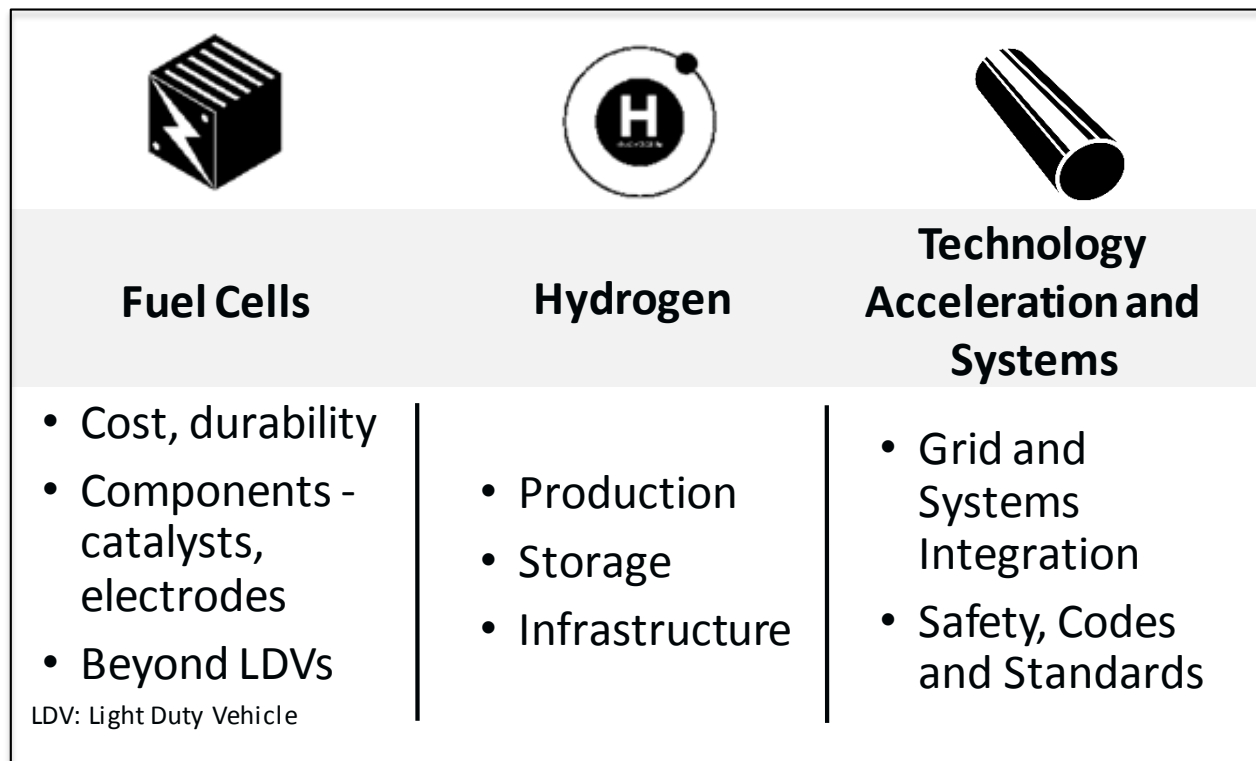 H
Fuel Cells
Hydrogen
Technology
Acceleration and
Systems
• Cost, durability
• Components -
catalysts,
electrodes
• Beyond LDVs
LDV: Light Duty Vehicle
• Production
• Storage
• Infrastructure
• Grid and
Systems
Integration
• Safety, Codes
and Standards